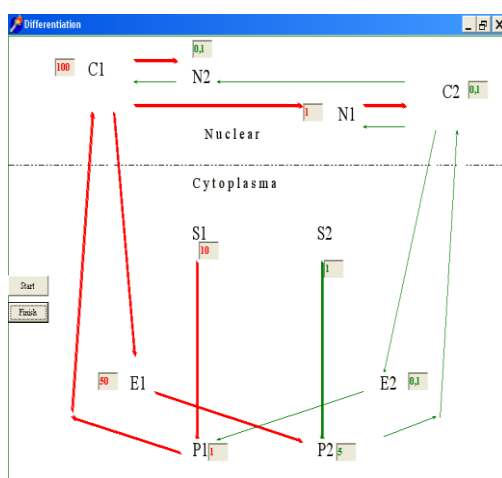 Differentiation
0,1
100 C1
N2
C2 0,1
1 N1
Nuclear
Cytoplasma
S1 S2
10
1
Start
Finish
50 E1 E2 0,1
P1 1 P2 5